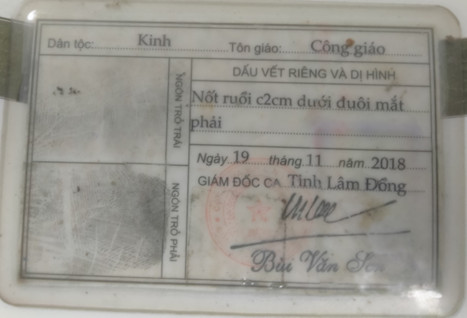 Dân tộc: Kinh Tôn giáo: Công giáo
NGÓN TRỎ TRÁI
NGÓN TRỎ PHẢI
DẤU VẾT RIÊNG VÀ DỊ HÌNH
Nốt ruồi c2cm dưới đuôi mắt
phải
Ngày 19 tháng 11 năm 2018
GIÁM ĐỐC CA Tỉnh Lâm Đồng
Bùi Văn Sơn